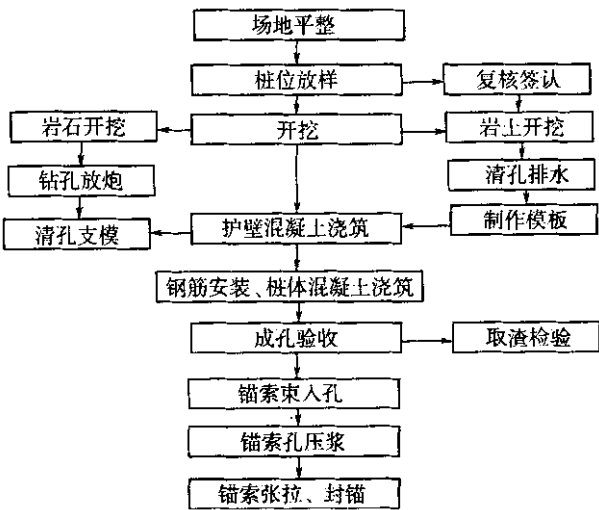 场地平整
桩位放样
复核签认
岩石开挖
开挖
岩土开挖
钻孔放炮
清孔排水
清孔支模
护壁混凝土浇筑
制作模板
钢筋安装、桩体混凝土浇筑
成孔验收
取渣检验
锚索束入孔
锚索孔压浆
锚索张拉、封锚